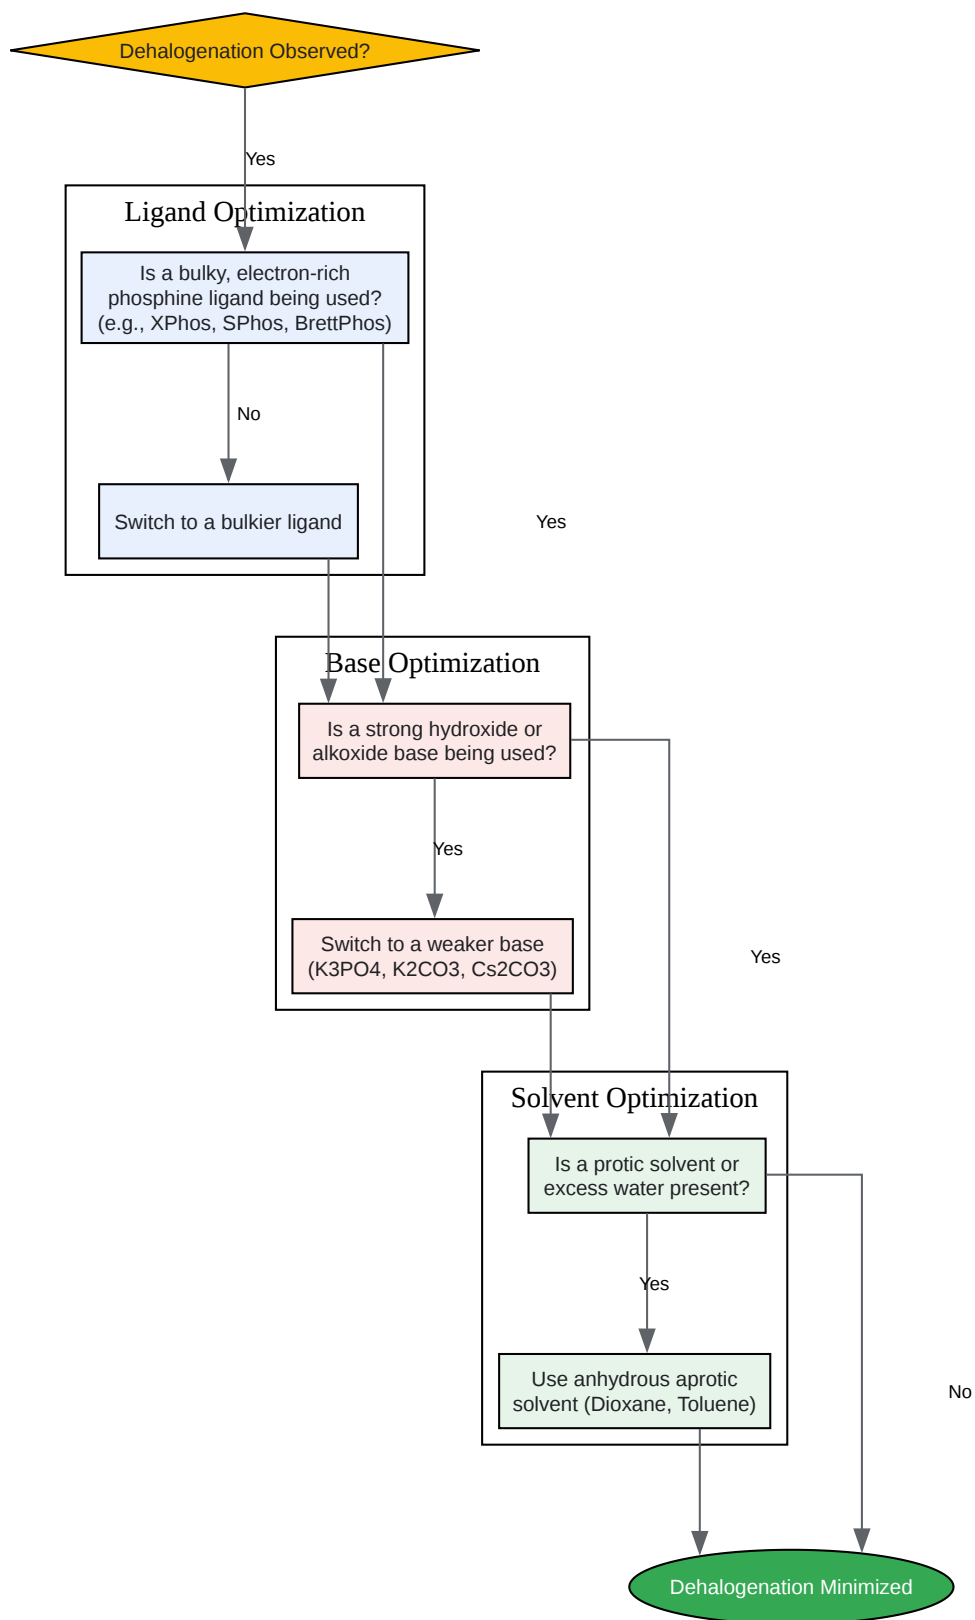 Dehalogenation Observed?
Yes
Ligand Optimization
Is a bulky, electron-rich
phosphine ligand being used?
(e.g., XPhos, SPhos, BrettPhos)
No
Switch to a bulkier ligand
Yes
Base Optimization
Is a strong hydroxide or
alkoxide base being used?
Yes
Switch to a weaker base
(K3PO4, K2CO3, Cs2CO3)
Yes
Solvent Optimization
Is a protic solvent or
excess water present?
Yes
Use anhydrous aprotic
solvent (Dioxane, Toluene)
No
Dehalogenation Minimized